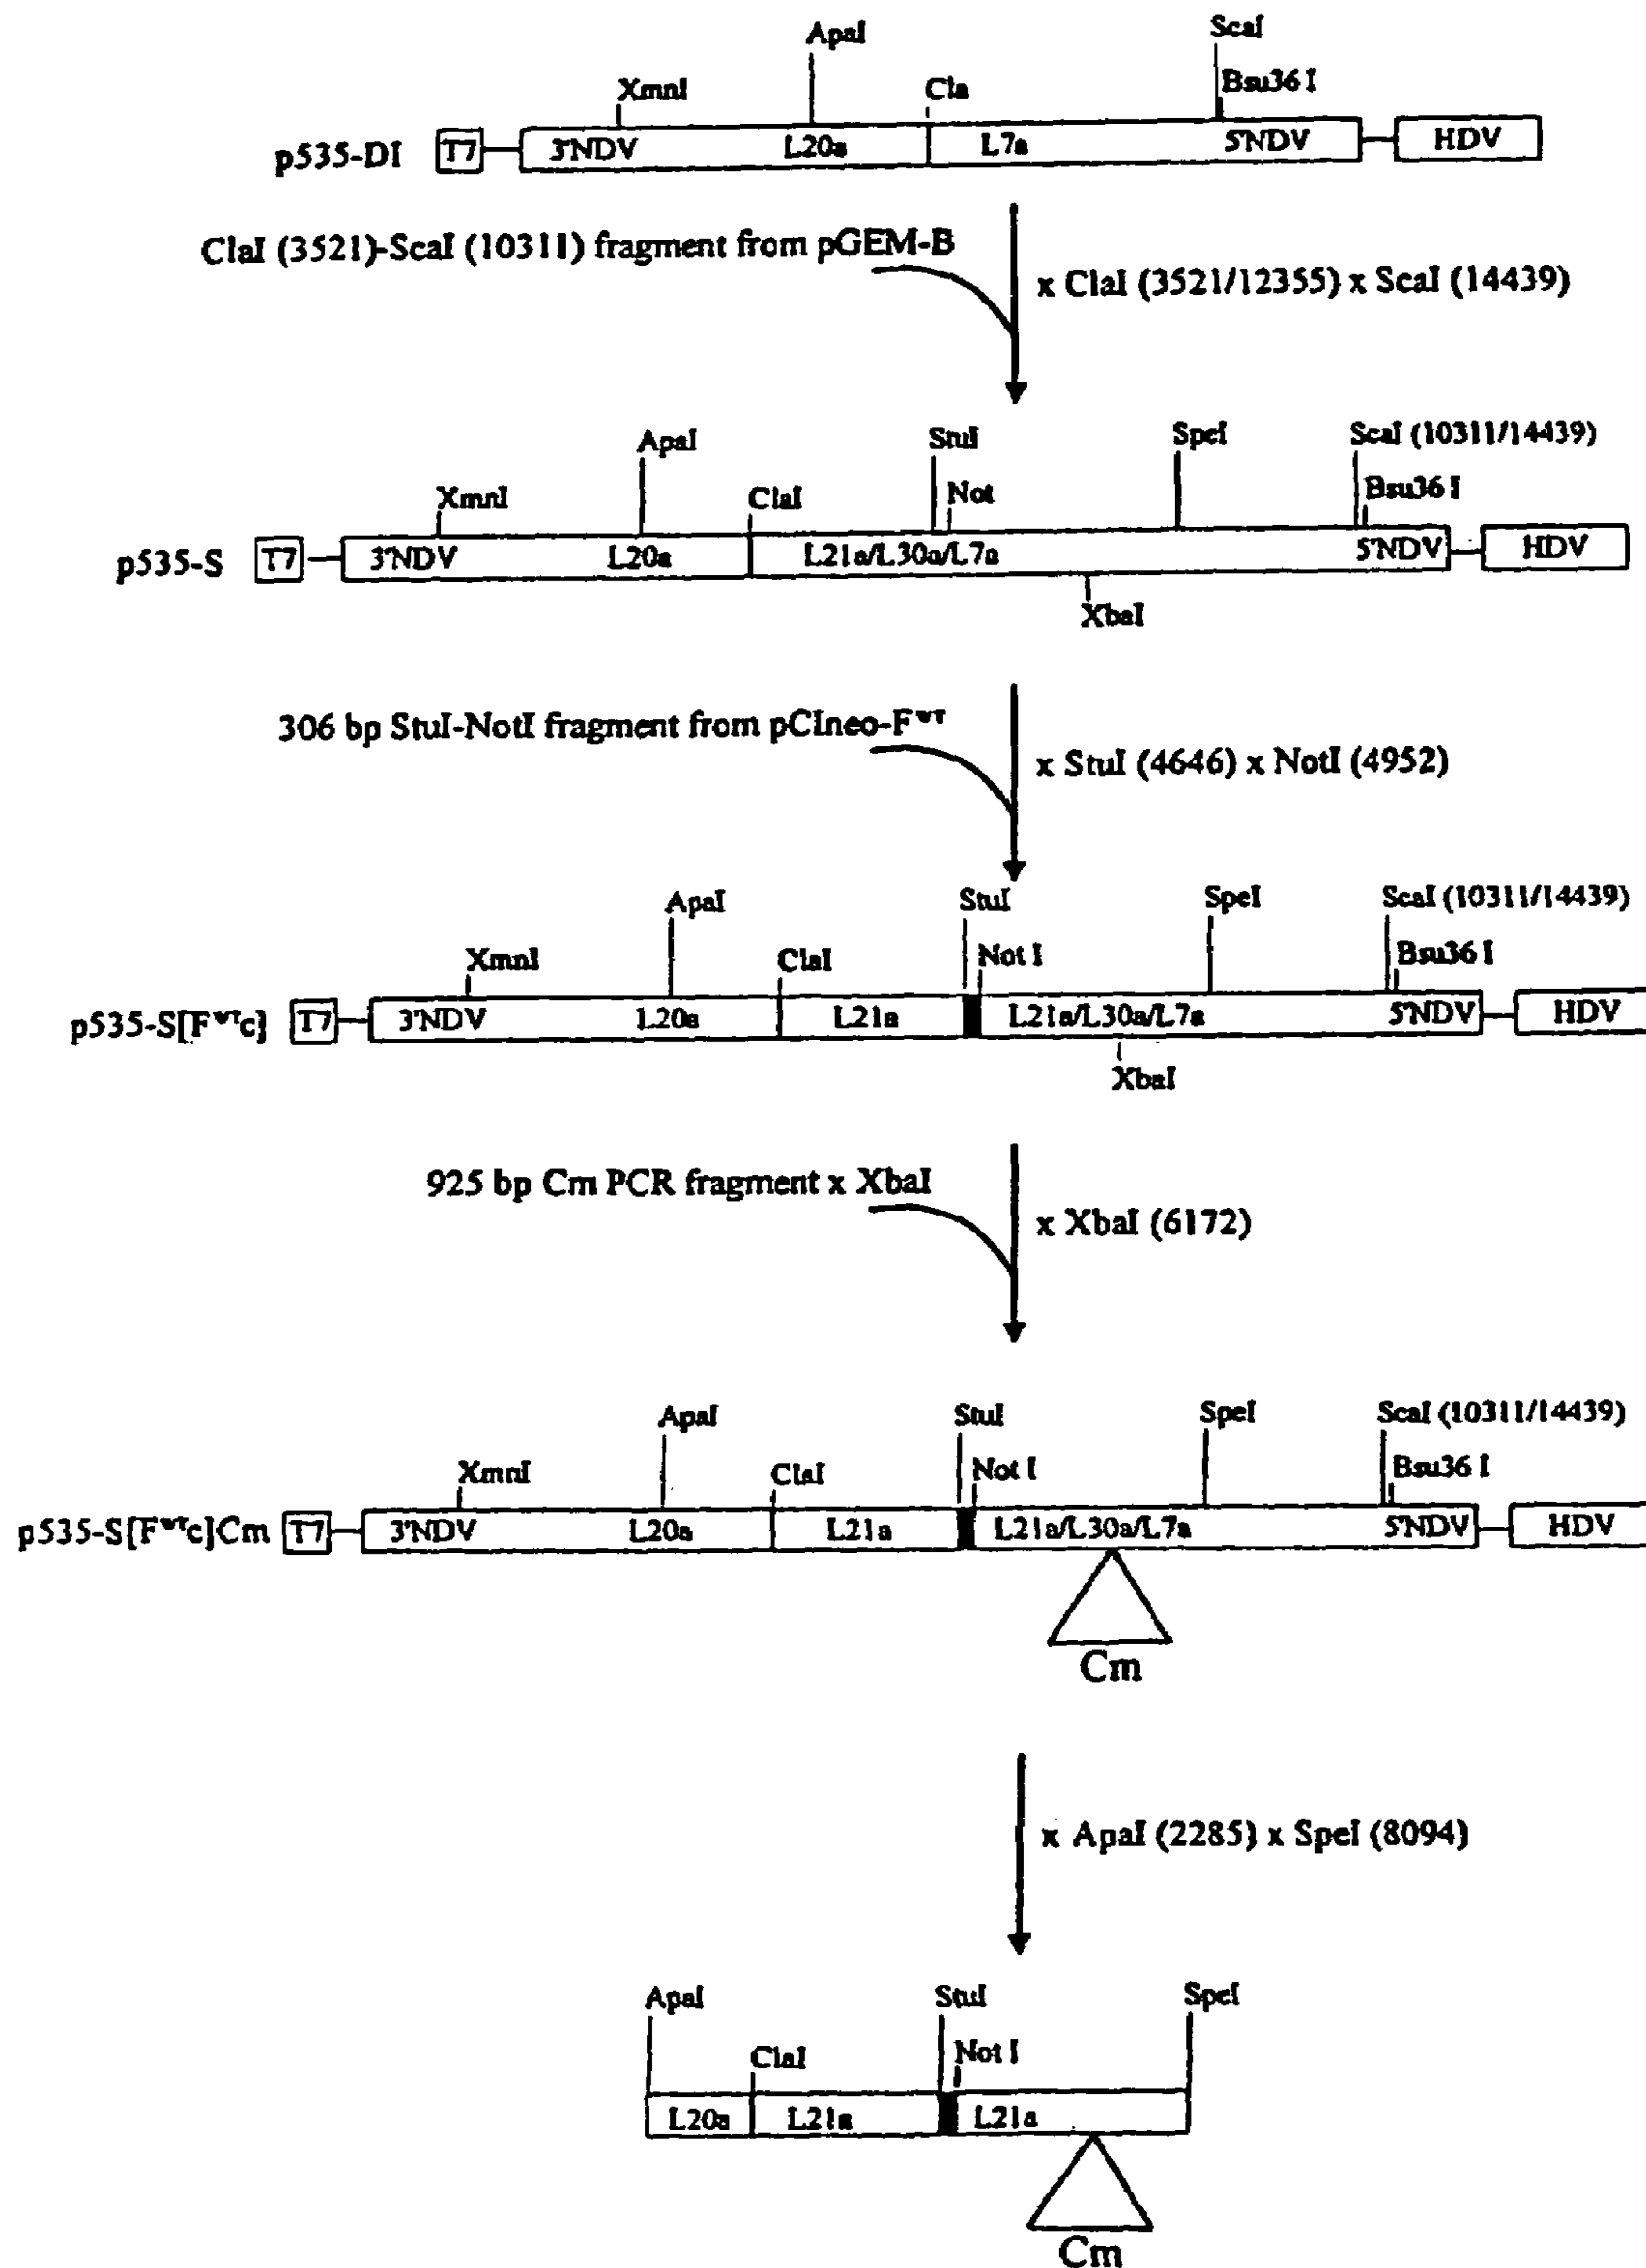 ApaI
ScaI
XmnI
Cla
Bsu36 I
p535-DI
T7
3'NDV
L20a
L7a
5'NDV
HDV
ClaI (3521)-ScaI (10311) fragment from pGEM-B
x ClaI (3521/12355) x ScaI (14439)
ApaI
StuI
SpeI
ScaI (10311/14439)
XmnI
ClaI
Not
Bsu36 I
p535-S
T7
3'NDV
L20a
L21a/L30a/L7a
5'NDV
HDV
XbaI
306 bp StuI-NotI fragment from pCIneo-Fᵂᵀ
x StuI (4646) x NotI (4952)
ApaI
StuI
SpeI
ScaI (10311/14439)
XmnI
ClaI
Not I
Bsu36 I
p535-S[Fᵂᵀc]
T7
3'NDV
L20a
L21a
L21a/L30a/L7a
5'NDV
HDV
XbaI
925 bp Cm PCR fragment x XbaI
x XbaI (6172)
ApaI
StuI
SpeI
ScaI (10311/14439)
XmnI
ClaI
Not I
Bsu36 I
p535-S[Fᵂᵀc]Cm
T7
3'NDV
L20a
L21a
L21a/L30a/L7a
5'NDV
HDV
Cm
x ApaI (2285) x SpeI (8094)
ApaI
StuI
SpeI
ClaI
Not I
L20a
L21a
L21a
Cm